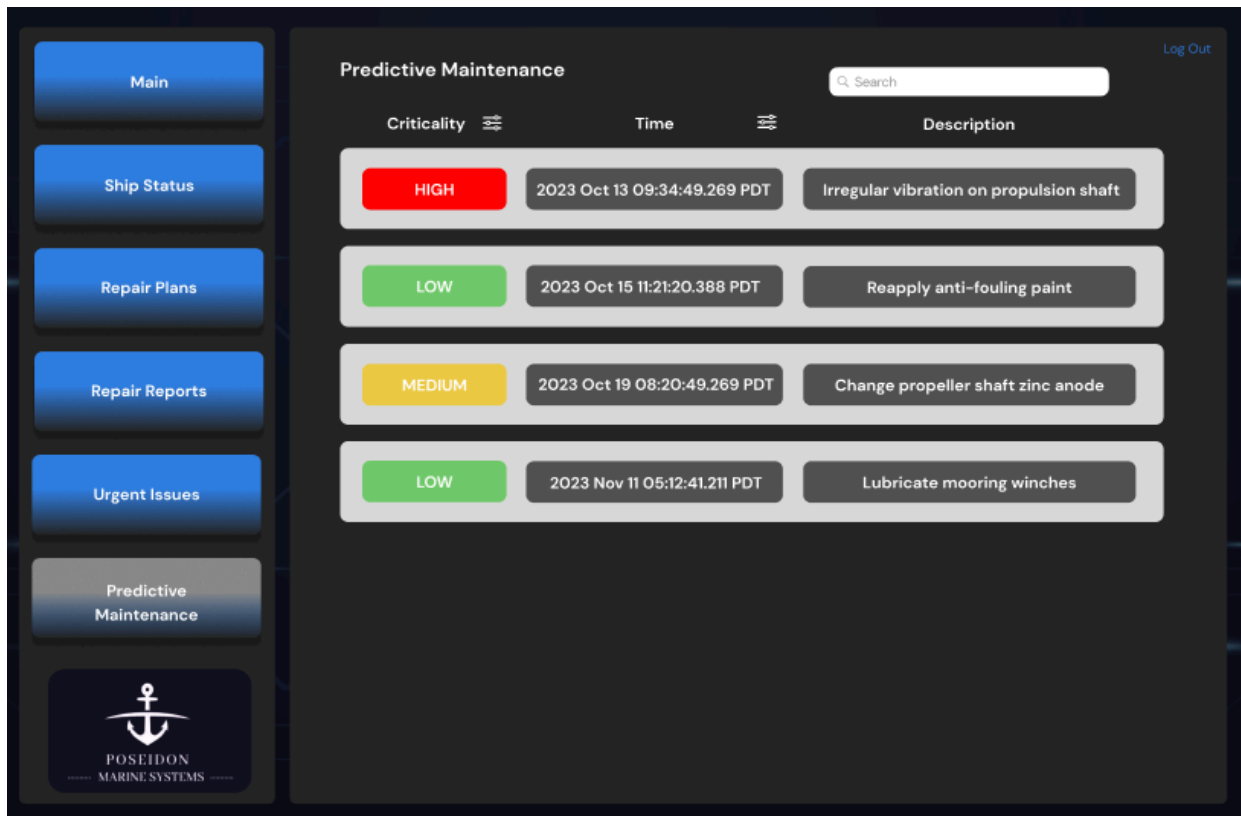 Main
Ship Status
Repair Plans
Repair Reports
Urgent Issues
Predictive
Maintenance
POSEIDON
MARINE SYSTEMS
Log Out
Predictive Maintenance
Search
Criticality Time Description
HIGH 2023 Oct 13 09:34:49.269 PDT Irregular vibration on propulsion shaft
LOW 2023 Oct 15 11:21:20.388 PDT Reapply anti-fouling paint
MEDIUM 2023 Oct 19 08:20:49.269 PDT Change propeller shaft zinc anode
LOW 2023 Nov 11 05:12:41.211 PDT Lubricate mooring winches